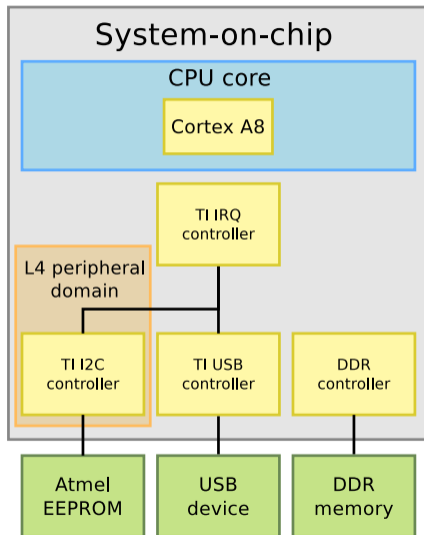 System-on-chip
CPU core
Cortex A8
TI IRQ
controller
L4 peripheral
domain
TI I2C
controller
TI USB
controller
DDR
controller
Atmel
EEPROM
USB
device
DDR
memory